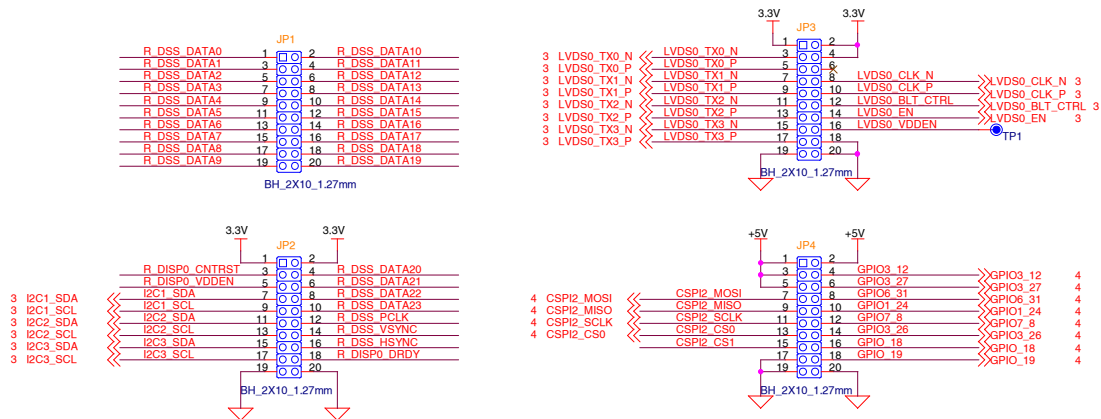 JP1
R_DSS_DATA0 1 2 R_DSS_DATA10
R_DSS_DATA1 3 4 R_DSS_DATA11
R_DSS_DATA2 5 6 R_DSS_DATA12
R_DSS_DATA3 7 8 R_DSS_DATA13
R_DSS_DATA4 9 10 R_DSS_DATA14
R_DSS_DATA5 11 12 R_DSS_DATA15
R_DSS_DATA6 13 14 R_DSS_DATA16
R_DSS_DATA7 15 16 R_DSS_DATA17
R_DSS_DATA8 17 18 R_DSS_DATA18
R_DSS_DATA9 19 20 R_DSS_DATA19
BH_2X10_1.27mm
3.3V 3.3V
JP3
1 2
3 LVDS0_TX0_N LVDS0_TX0_N 3 4
3 LVDS0_TX0_P LVDS0_TX0_P 5 6
3 LVDS0_TX1_N LVDS0_TX1_N 7 8 LVDS0_CLK_N LVDS0_CLK_N 3
3 LVDS0_TX1_P LVDS0_TX1_P 9 10 LVDS0_CLK_P LVDS0_CLK_P 3
3 LVDS0_TX2_N LVDS0_TX2_N 11 12 LVDS0_BLT_CTRL LVDS0_BLT_CTRL 3
3 LVDS0_TX2_P LVDS0_TX2_P 13 14 LVDS0_EN LVDS0_EN 3
3 LVDS0_TX3_N LVDS0_TX3_N 15 16 LVDS0_VDDEN TP1
3 LVDS0_TX3_P LVDS0_TX3_P 17 18
19 20
BH_2X10_1.27mm
3.3V 3.3V
JP2
1 2
R_DISP0_CNTRST 3 4 R_DSS_DATA20
R_DISP0_VDDEN 5 6 R_DSS_DATA21
3 I2C1_SDA I2C1_SDA 7 8 R_DSS_DATA22
3 I2C1_SCL I2C1_SCL 9 10 R_DSS_DATA23
3 I2C2_SDA I2C2_SDA 11 12 R_DSS_PCLK
3 I2C2_SCL I2C2_SCL 13 14 R_DSS_VSYNC
3 I2C3_SDA I2C3_SDA 15 16 R_DSS_HSYNC
3 I2C3_SCL I2C3_SCL 17 18 R_DISP0_DRDY
19 20
BH_2X10_1.27mm
+5V +5V
JP4
1 2
3 4 GPIO3_12 GPIO3_12 4
5 6 GPIO3_27 GPIO3_27 4
4 CSPI2_MOSI CSPI2_MOSI 7 8 GPIO6_31 GPIO6_31 4
4 CSPI2_MISO CSPI2_MISO 9 10 GPIO1_24 GPIO1_24 4
4 CSPI2_SCLK CSPI2_SCLK 11 12 GPIO7_8 GPIO7_8 4
4 CSPI2_CS0 CSPI2_CS0 13 14 GPIO3_26 GPIO3_26 4
CSPI2_CS1 15 16 GPIO_18 GPIO_18 4
17 18 GPIO_19 GPIO_19 4
19 20
BH_2X10_1.27mm